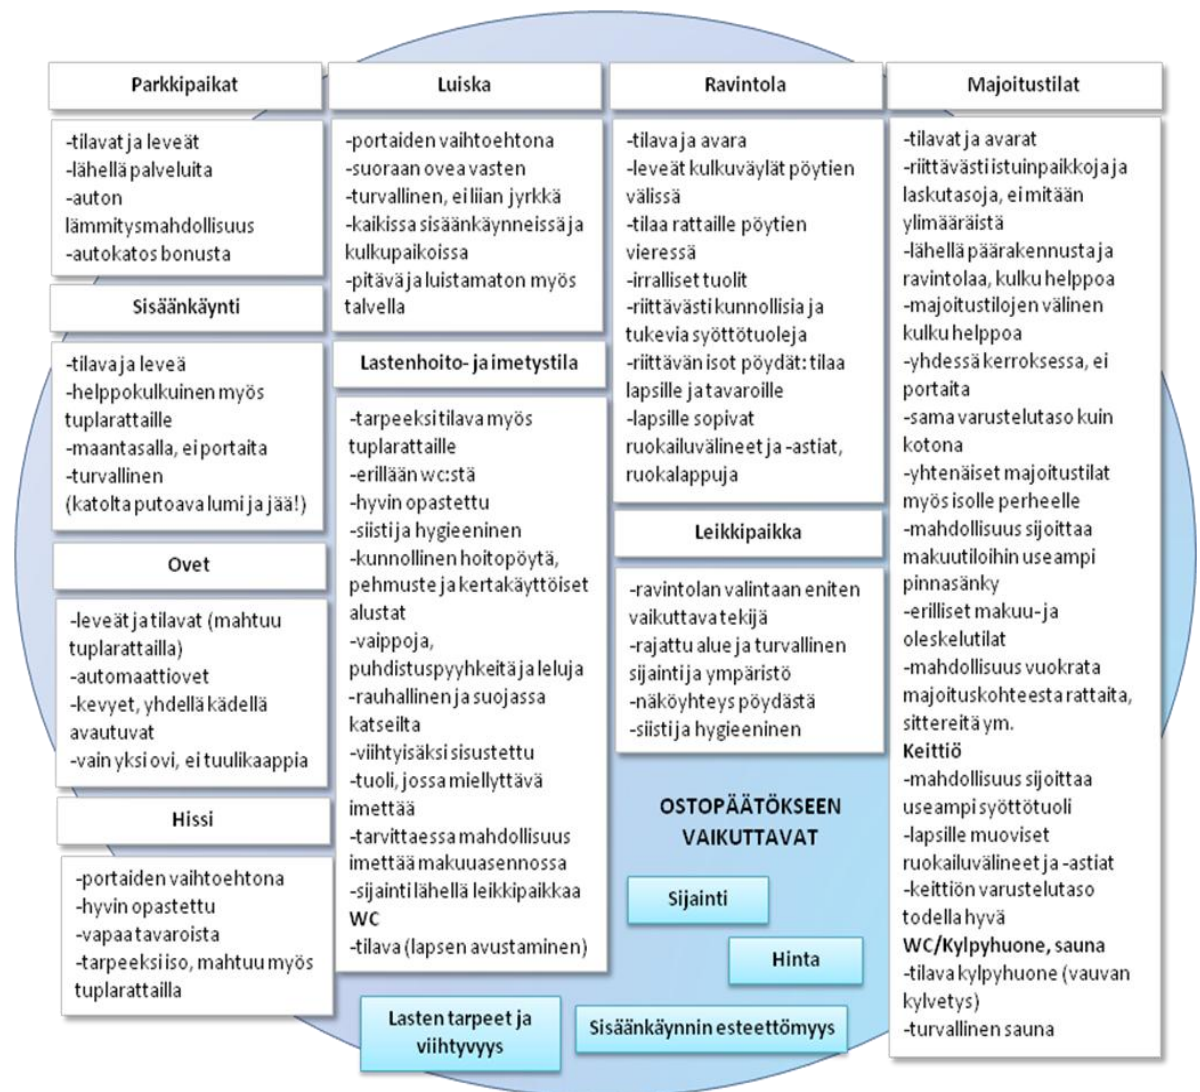 Parkkipaikat
-tilavat ja leveät
-lähellä palveluita
-auton
lämmitysmahdollisuus
-autokatos bonusta
Sisäänkäynti
-tilava ja leveä
-helppokulkuinen myös
tuplarattaille
-maantasalla, ei portaita
-turvallinen
(katolta putoava lumi ja jää!)
Ovet
-leveät ja tilavat (mahtuu
tuplarattailla)
-automaattiovet
-kevyet, yhdellä kädellä
avautuvat
-vain yksi ovi, ei tuulikaappia
Hissi
-portaiden vaihtoehtona
-hyvin opastettu
-vapaa tavaroista
-tarpeeksi iso, mahtuu myös
tuplarattailla
Luiska
-portaiden vaihtoehtona
-suoraan ovea vasten
-turvallinen, ei liian jyrkkä
-kaikissa sisäänkäynneissä ja
kulkupaikoissa
-pitävä ja luistamaton myös
talvella
Lastenhoito- ja imetystila
-tarpeeksi tilava myös
tuplarattaille
-erillään wc:stä
-hyvin opastettu
-siisti ja hygieeninen
-kunnollinen hoitopöytä,
pehmuste ja kertakäyttöiset
alustat
-vaippoja,
puhdistuspyyhkeitä ja leluja
-rauhallinen ja suojassa
katseilta
-viihtyisäksi sisustettu
-tuoli, jossa miellyttävä
imettää
-tarvittaessa mahdollisuus
imettää makuuasennossa
-sijainti lähellä leikkipaikkaa
WC
-tilava (lapsen avustaminen)
Ravintola
-tilava ja avara
-leveät kulkuväylät pöytien
välissä
-tilaa rattaille pöytien
vieressä
-irralliset tuolit
-riittävästi kunnollisia ja
tukevia syöttötuoleja
-riittävän isot pöydät: tilaa
lapsille ja tavaroille
-lapsille sopivat
ruokailuvälineet ja -astiat,
ruokalappuja
Leikkipaikka
-ravintolan valintaan eniten
vaikuttava tekijä
-rajattu alue ja turvallinen
sijainti ja ympäristö
-näköyhteys pöydästä
-siisti ja hygieeninen
OSTOPÄÄTÖKSEEN
VAIKUTTAVAT
Sijainti
Hinta
Lasten tarpeet ja
viihtyvyys
Sisäänkäynnin esteettömyys
Majoitustilat
-tilavat ja avarat
-riittävästi istuinpaikkoja ja
laskutasoja, ei mitään
ylimääräistä
-lähellä päärakennusta ja
ravintolaa, kulku helppoa
-majoitustilojen välinen
kulku helppoa
-yhdessä kerroksessa, ei
portaita
-sama varustelutaso kuin
kotona
-yhtenäiset majoitustilat
myös isolle perheelle
-mahdollisuus sijoittaa
makuutiloihin useampi
pinnasänky
-erilliset makuu- ja
oleskelutilat
-mahdollisuus vuokrata
majoituskohteesta rattaita,
sittereitä ym.
Keittiö
-mahdollisuus sijoittaa
useampi syöttötuoli
-lapsille muoviset
ruokailuvälineet ja -astiat
-keittiön varustelutaso
todella hyvä
WC/Kylpyhuone, sauna
-tilava kylpyhuone (vauvan
kylvetys)
-turvallinen sauna